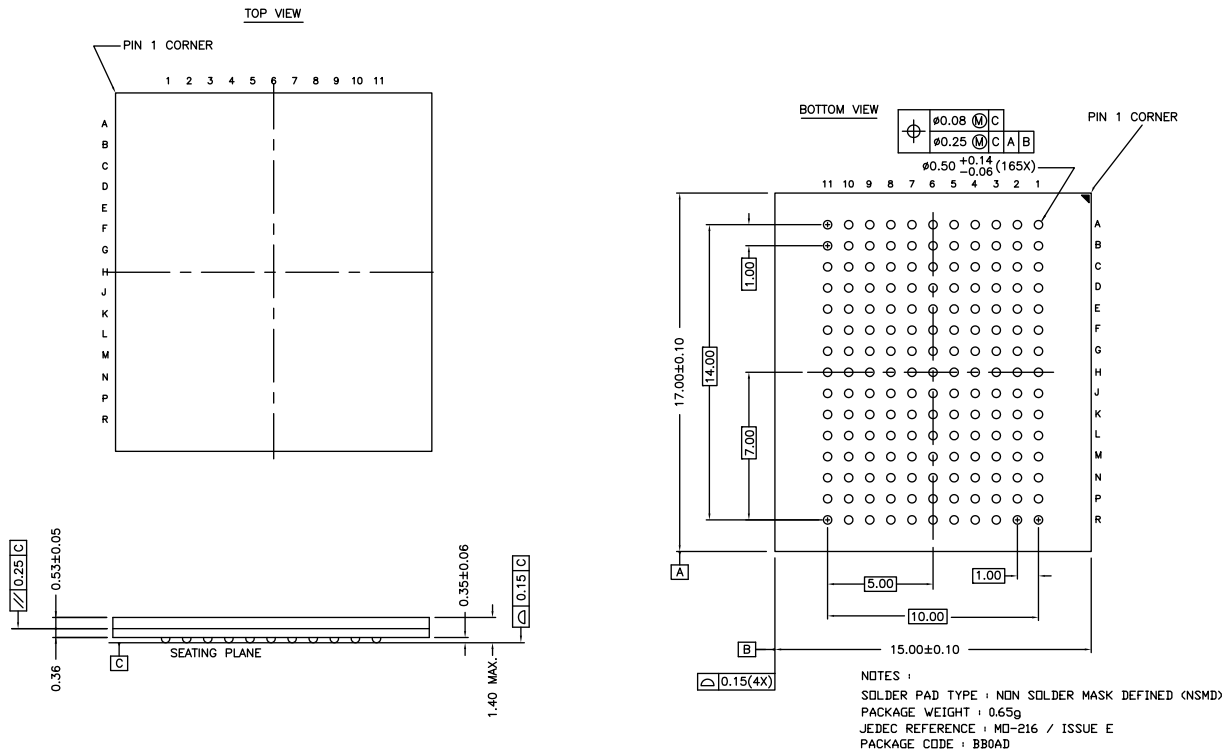 TOP VIEW
PIN 1 CORNER
1 2 3 4 5 6 7 8 9 10 11
A
B
C
D
E
F
G
H
J
K
L
M
N
P
R
BOTTOM VIEW
ø0.08 Ⓜ C
ø0.25 Ⓜ C A B
PIN 1 CORNER
ø0.50 +0.14 -0.06 (165X)
11 10 9 8 7 6 5 4 3 2 1
A
B
C
D
E
F
G
H
J
K
L
M
N
P
R
1.00
17.00±0.10
14.00
7.00
A
5.00
1.00
10.00
B
15.00±0.10
0.15(4X)
// 0.25 C
0.53±0.05
0.36
C
SEATING PLANE
0.35±0.06
1.40 MAX.
0.15 C
NOTES :
SOLDER PAD TYPE : NON SOLDER MASK DEFINED (NSMD)
PACKAGE WEIGHT : 0.65g
JEDEC REFERENCE : MO-216 / ISSUE E
PACKAGE CODE : BB0AD